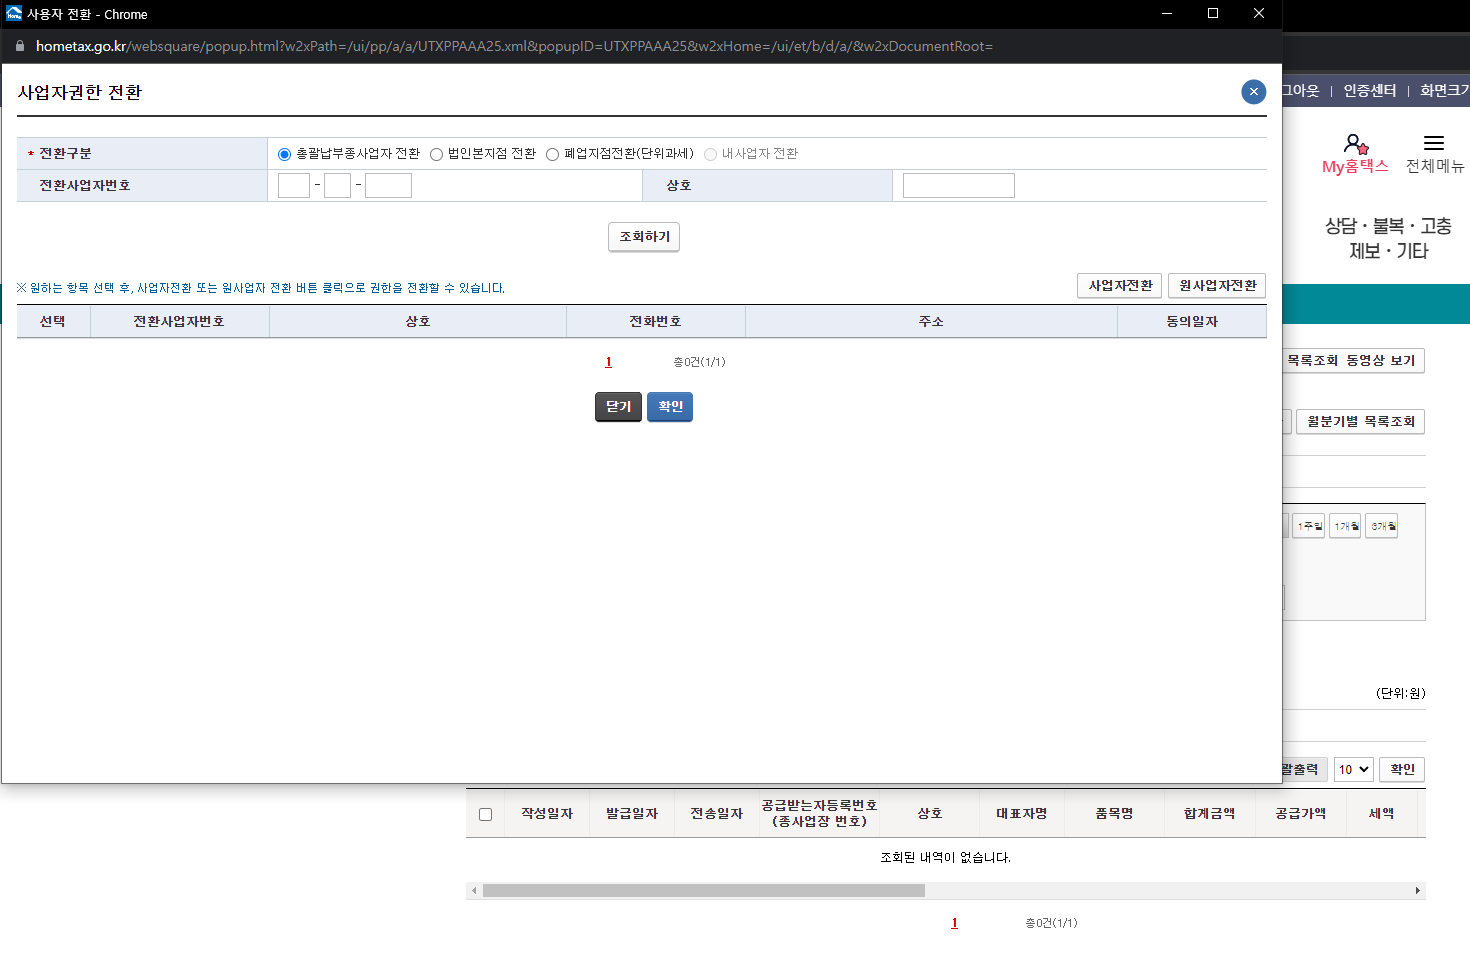 사용자 전환 - Chrome
hometax.go.kr/websquare/popup.html?w2xPath=/ui/pp/a/a/UTXPPAAA25.xml&popupID=UTXPPAAA25&w2xHome=/ui/et/b/d/a/&w2xDocumentRoot=
사업자권한 전환
그아웃 | 인증센터 | 화면크기
* 전환구분 총괄납부종사업자 전환 법인본지점 전환 폐업지점전환(단위과세) 내사업자 전환
My홈택스 전체메뉴
전환사업자번호 - - 상호
조회하기
상담 · 불복 · 고충
제보 · 기타
※ 원하는 항목 선택 후, 사업자전환 또는 원사업자 전환 버튼 클릭으로 권한을 전환할 수 있습니다.
사업자전환 원사업자전환
선택 전환사업자번호 상호 전화번호 주소 동의일자
1 총0건(1/1)
목록조회 동영상 보기
닫기 확인
월분기별 목록조회
1주일 1개월 3개월
(단위:원)
괄출력 10 확인
작성일자 발급일자 전송일자 공급받는자등록번호 상호 대표자명 품목명 합계금액 공급가액 세액
(종사업장 번호)
조회된 내역이 없습니다.
1 총0건(1/1)